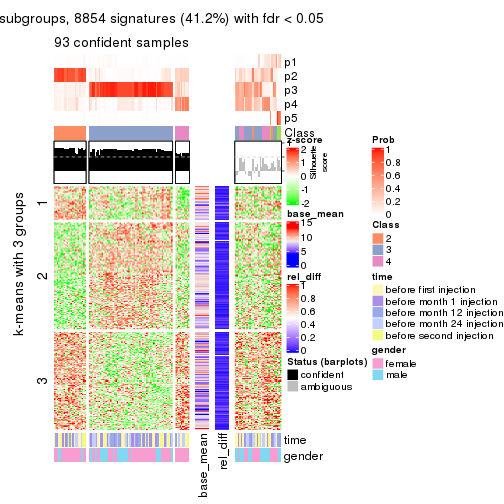 subgroups, 8854 signatures (41.2%) with fdr < 0.05
93 confident samples
p1
p2
p3
p4
p5
Class
Silhouette
score
1
2
3
k-means with 3 groups
time
gender
base_mean
rel_diff
z-score
2
1
0
-1
-2
base_mean
15
10
5
0
rel_diff
1
0.8
0.6
0.4
0.2
0
Status (barplots)
confident
ambiguous
Prob
1
0.8
0.6
0.4
0.2
0
Class
2
3
4
time
before first injection
before month 1 injection
before month 12 injection
before month 24 injection
before second injection
gender
female
male